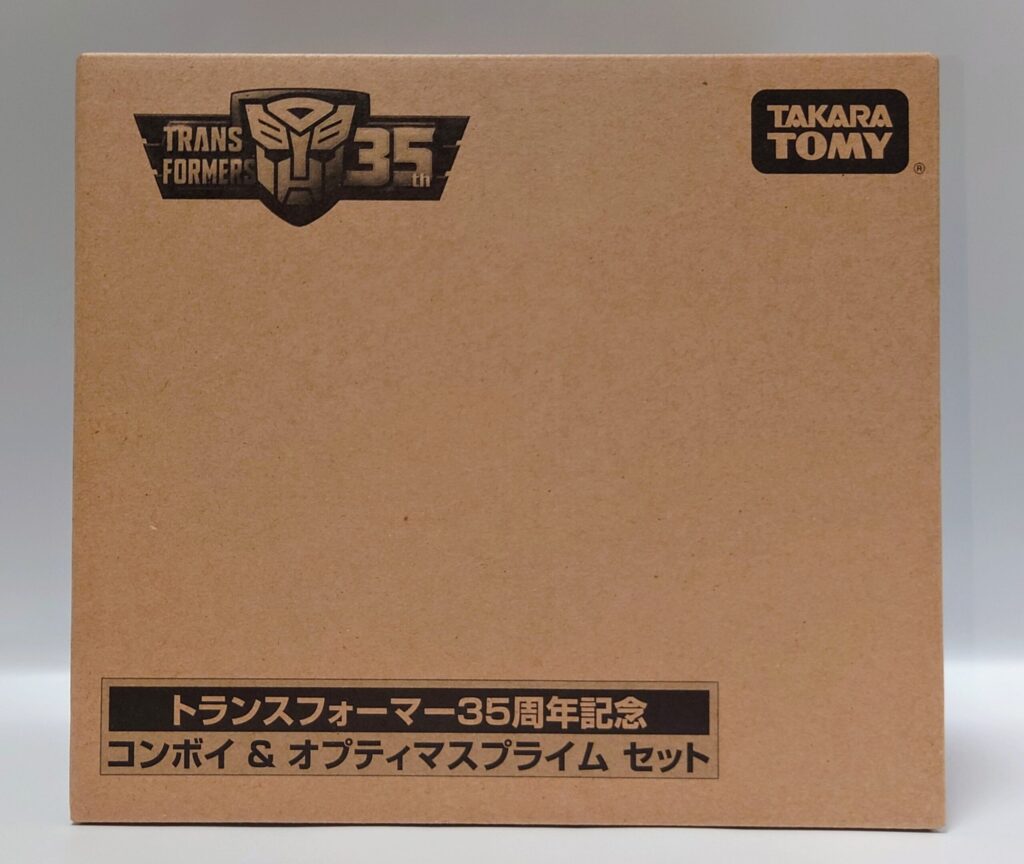 TRANS
FORMERS
35th
TAKARA
TOMY
®
トランスフォーマー35周年記念
コンボイ & オプティマスプライム セット